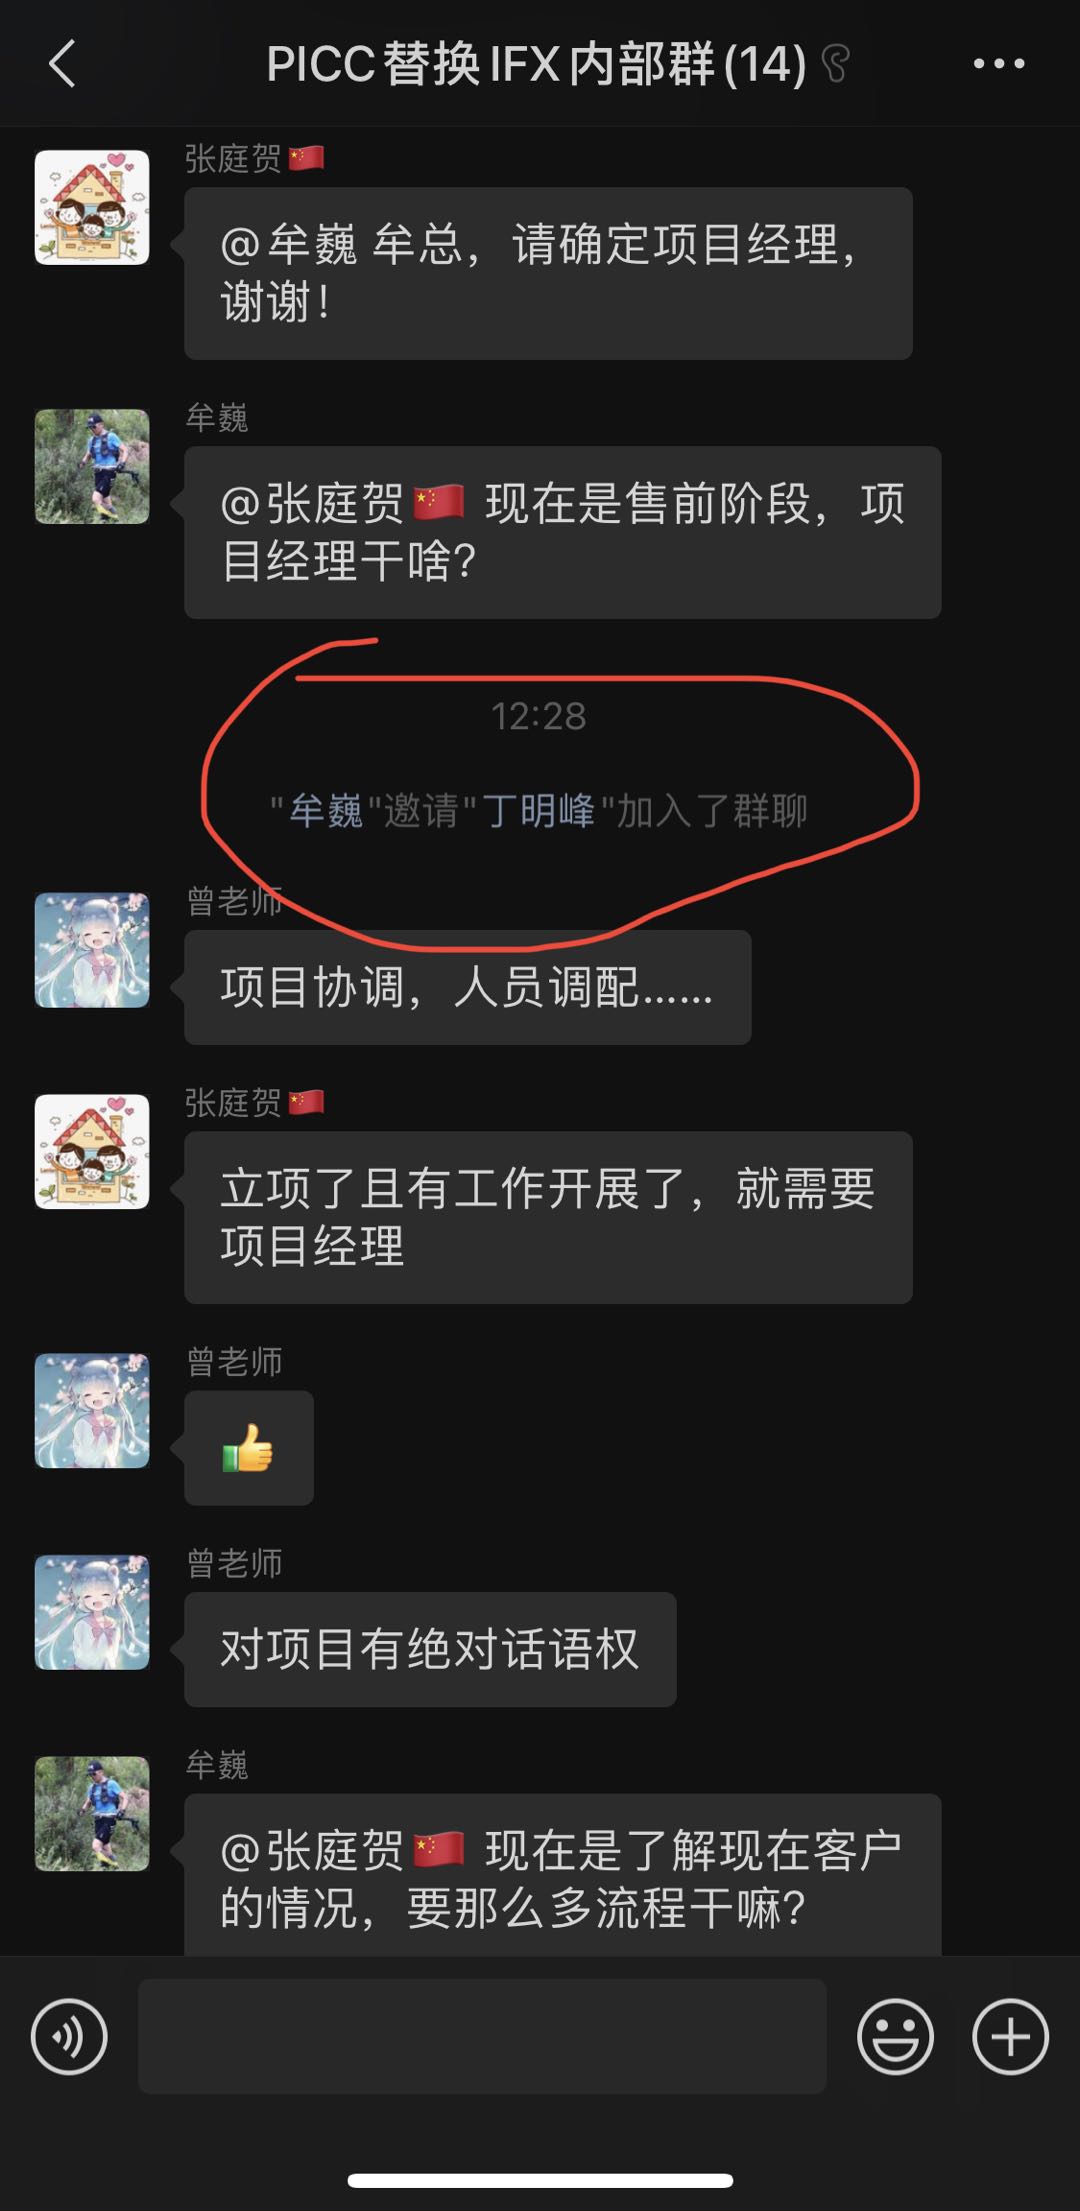 PICC替换IFX内部群(14)
张庭贺🇨🇳
@牟巍 牟总，请确定项目经理，
谢谢！
牟巍
@张庭贺🇨🇳 现在是售前阶段，项
目经理干啥？
12:28
"牟巍"邀请"丁明峰"加入了群聊
曾老师
项目协调，人员调配……
张庭贺🇨🇳
立项了且有工作开展了，就需要
项目经理
曾老师
👍
曾老师
对项目有绝对话语权
牟巍
@张庭贺🇨🇳 现在是了解现在客户
的情况，要那么多流程干嘛？